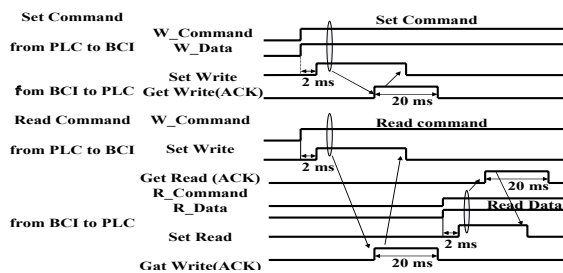 Set Command
Set Command
W_Command
from PLC to BCI
W_Data
Set Write
2 ms
from BCI to PLC
Get Write(ACK)
20 ms
Read Command
W_Command
Read command
from PLC to BCI
Set Write
2 ms
Get Read (ACK)
20 ms
R_Command
R_Data
Read Data
from BCI to PLC
Set Read
2 ms
Gat Write(ACK)
20 ms